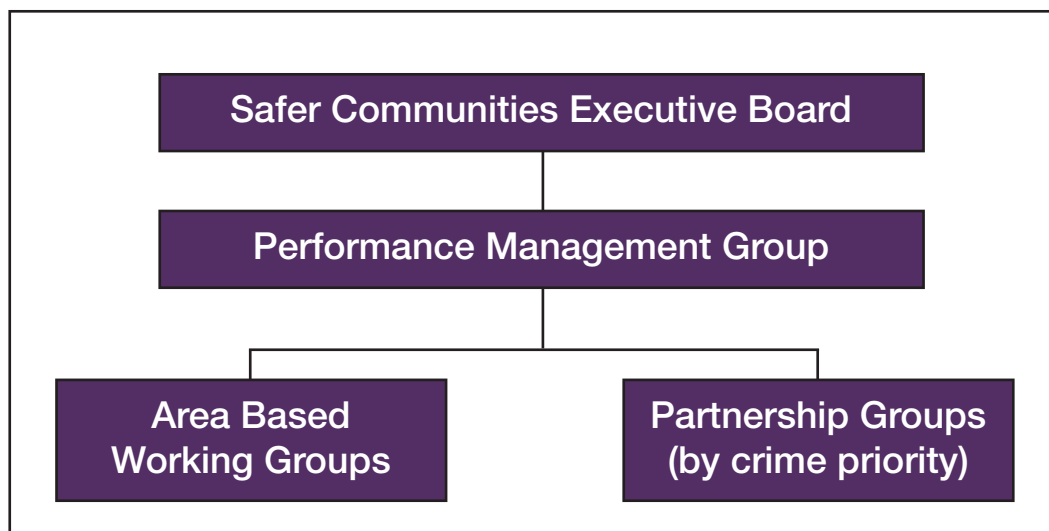 Safer Communities Executive Board
Performance Management Group
Area Based
Working Groups
Partnership Groups
(by crime priority)